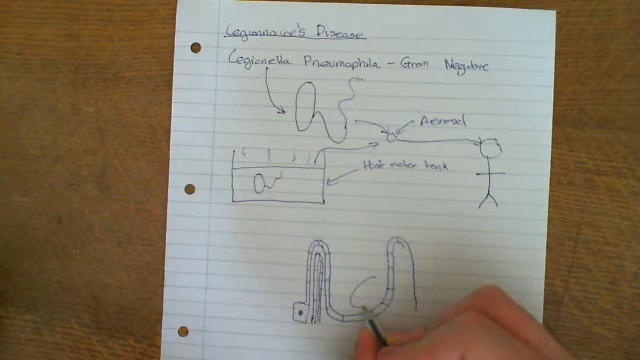 Legionnaire's Disease
Legionella Pneumophila - Gram Negative
Aerosol
Hot water tank